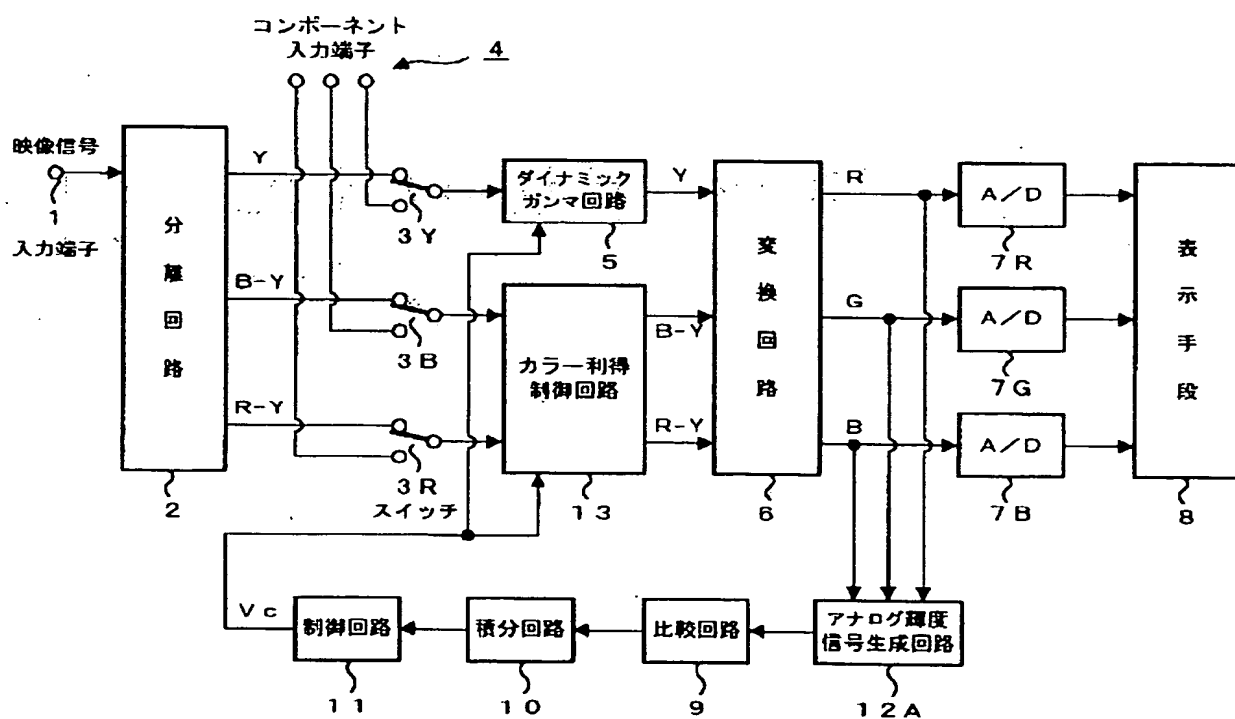 コンポーネント
入力端子
4
映像信号
1
入力端子
分離回路
2
Y
B-Y
R-Y
3Y
3B
3R
スイッチ
ダイナミック
ガンマ回路
5
カラー利得
制御回路
13
Y
B-Y
R-Y
変換回路
6
R
G
B
A/D
7R
A/D
7G
A/D
7B
表示手段
8
Vc
制御回路
11
積分回路
10
比較回路
9
アナログ輝度
信号生成回路
12A